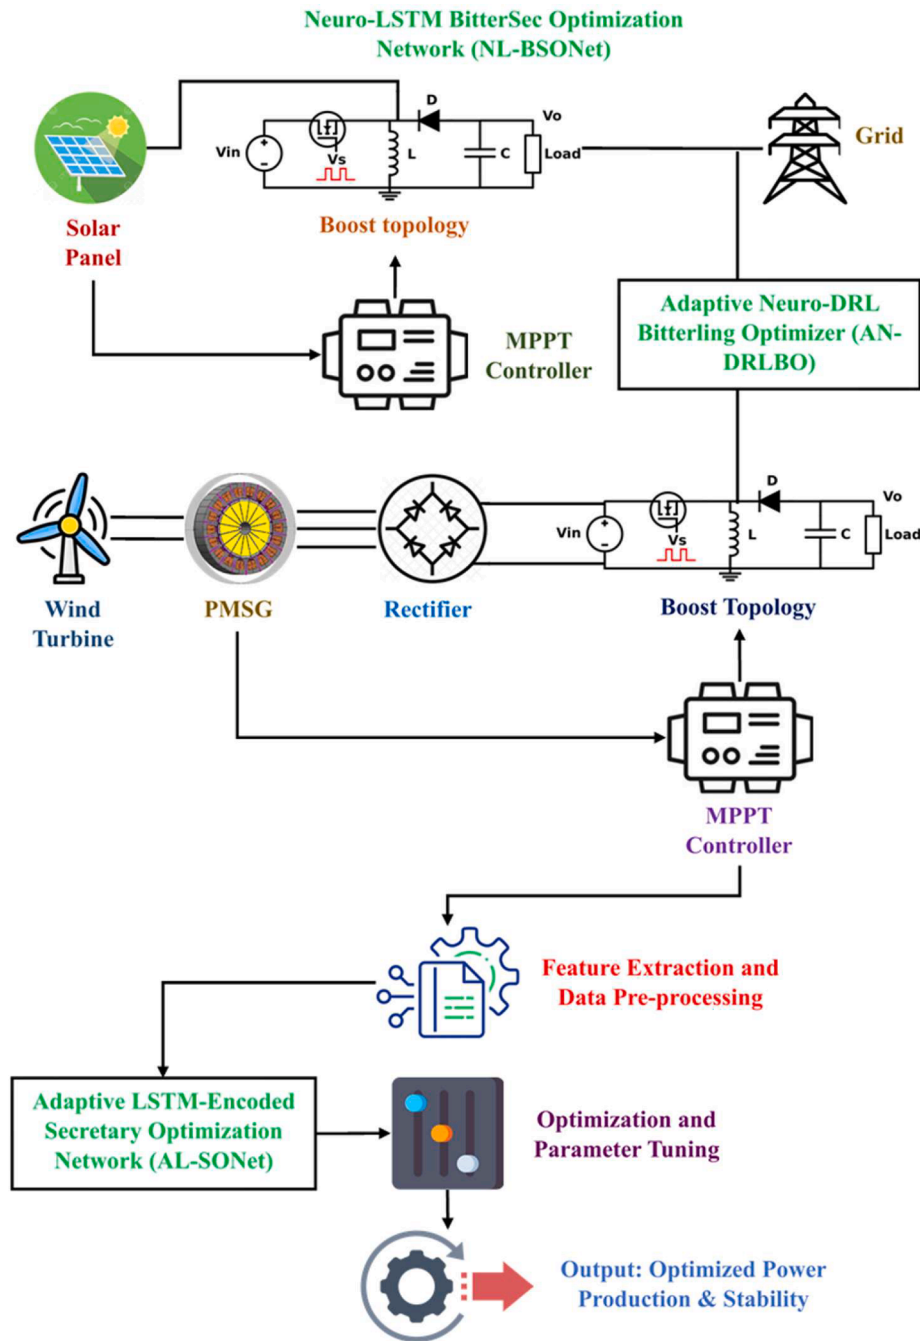 Neuro-LSTM BitterSec Optimization
Network (NL-BSONet)
D
Vo
Vin
Vs
L
C
Load
Grid
Solar
Panel
Boost topology
MPPT
Controller
Adaptive Neuro-DRL
Bitterling Optimizer (AN-
DRLBO)
D
Vo
Vin
Vs
L
C
Load
Wind
Turbine
PMSG
Rectifier
Boost Topology
MPPT
Controller
Feature Extraction and
Data Pre-processing
Adaptive LSTM-Encoded
Secretary Optimization
Network (AL-SONet)
Optimization and
Parameter Tuning
Output: Optimized Power
Production & Stability